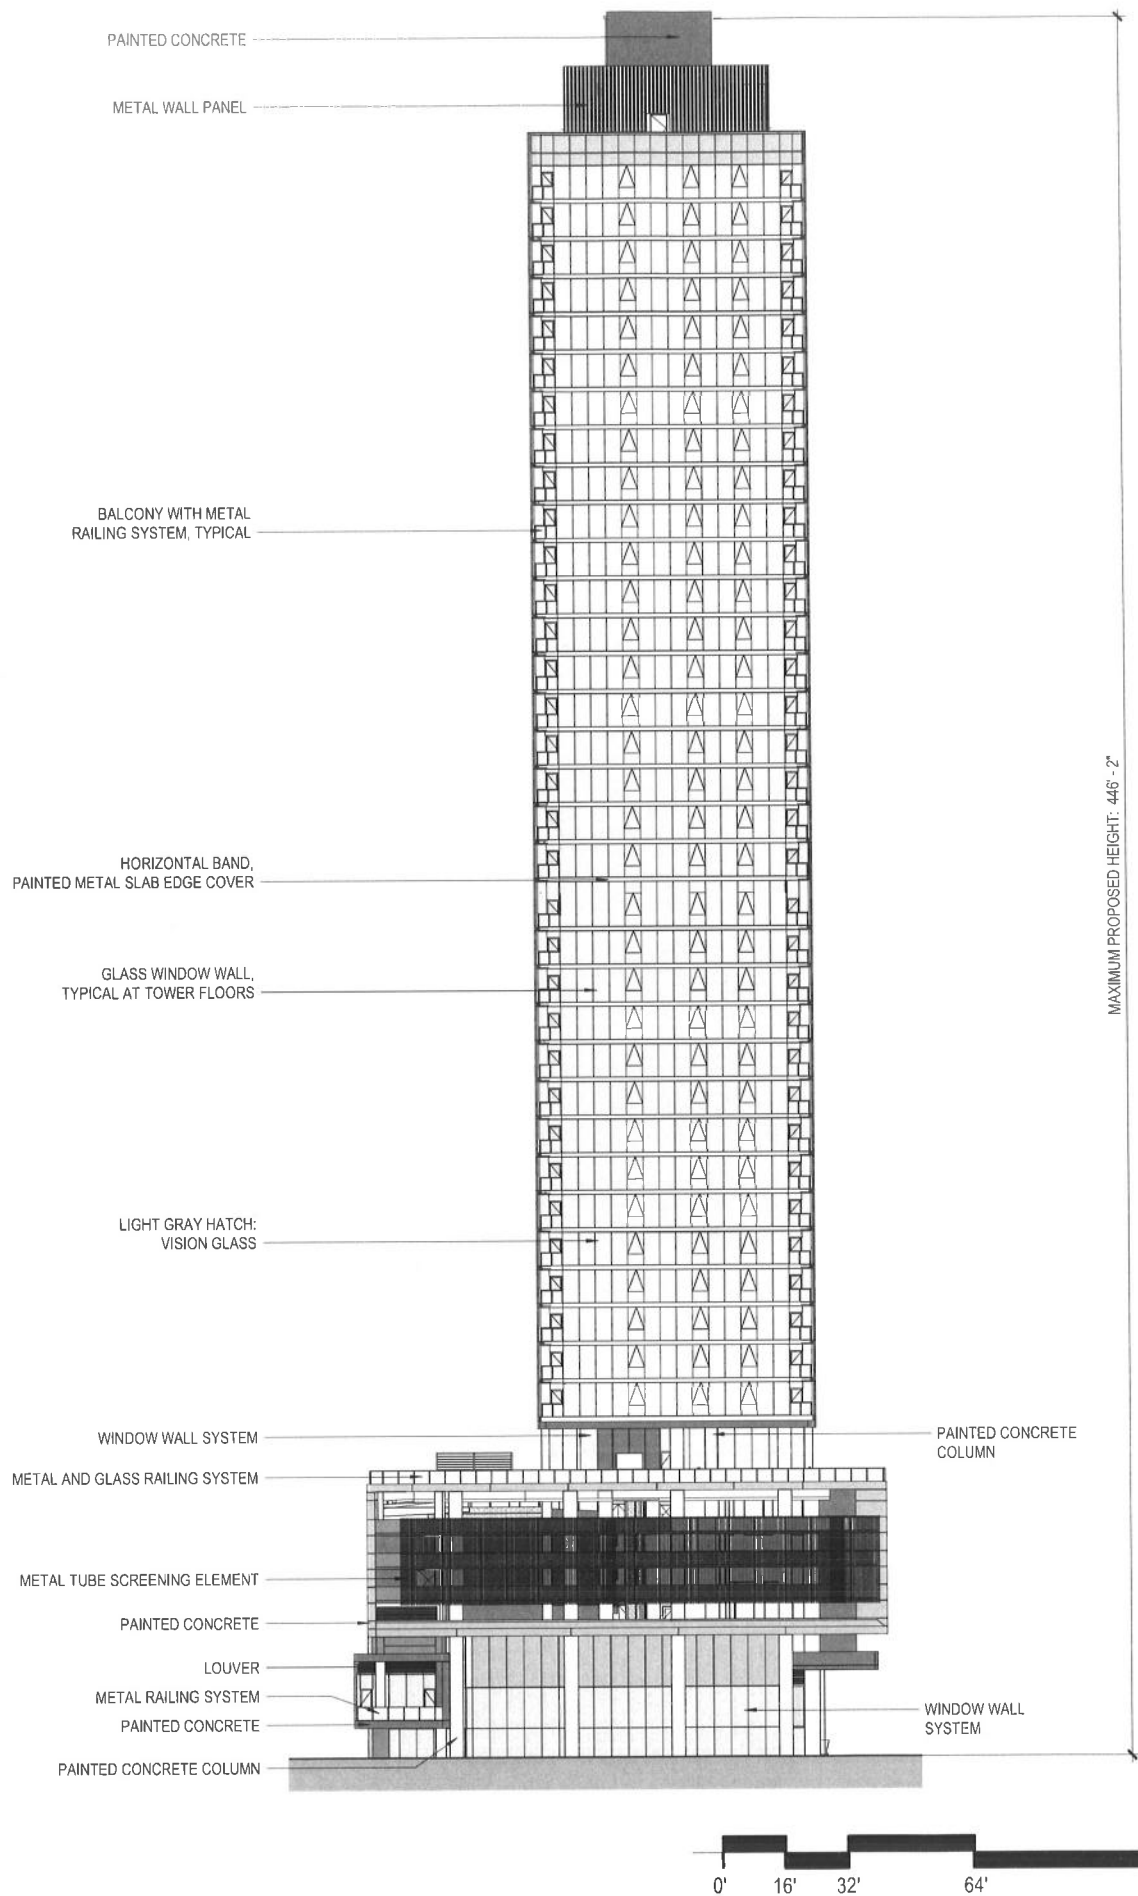 PAINTED CONCRETE
METAL WALL PANEL
BALCONY WITH METAL
RAILING SYSTEM, TYPICAL
MAXIMUM PROPOSED HEIGHT: 446' - 2"
HORIZONTAL BAND,
PAINTED METAL SLAB EDGE COVER
GLASS WINDOW WALL,
TYPICAL AT TOWER FLOORS
LIGHT GRAY HATCH:
VISION GLASS
WINDOW WALL SYSTEM
PAINTED CONCRETE
COLUMN
METAL AND GLASS RAILING SYSTEM
METAL TUBE SCREENING ELEMENT
PAINTED CONCRETE
LOUVER
METAL RAILING SYSTEM
PAINTED CONCRETE
WINDOW WALL
SYSTEM
PAINTED CONCRETE COLUMN
0' 16' 32' 64'